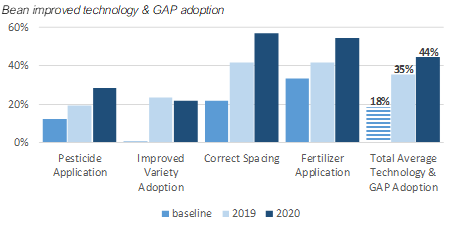 Bean improved technology & GAP adoption
60%
40%
20%
0%
44%
35%
18%
Pesticide Application
Improved Variety Adoption
Correct Spacing
Fertilizer Application
Total Average Technology & GAP Adoption
baseline 2019 2020